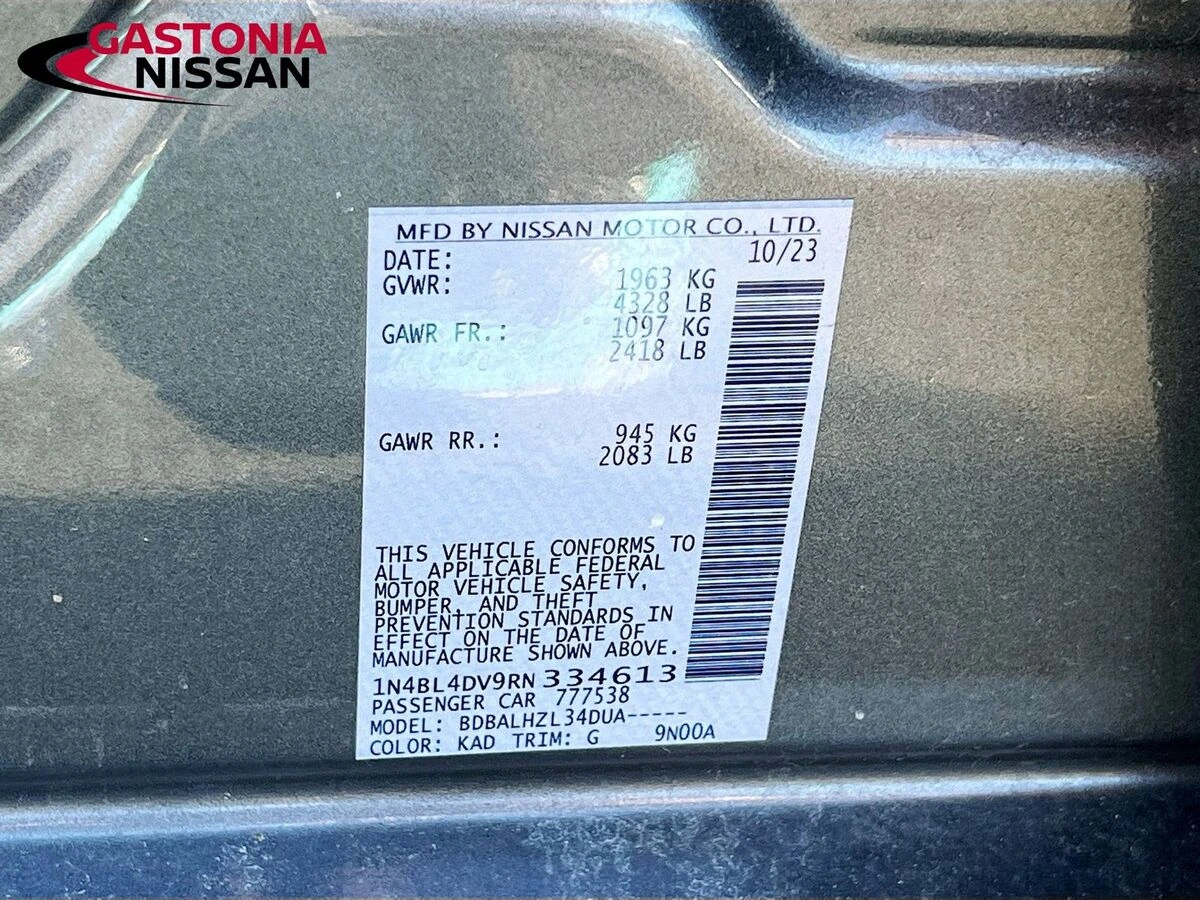 GASTONIA
NISSAN
MFD BY NISSAN MOTOR CO., LTD.
DATE: 10/23
GVWR: 1963 KG
4328 LB
GAWR FR.: 1097 KG
2418 LB
GAWR RR.: 945 KG
2083 LB
THIS VEHICLE CONFORMS TO
ALL APPLICABLE FEDERAL
MOTOR VEHICLE SAFETY,
BUMPER, AND THEFT
PREVENTION STANDARDS IN
EFFECT ON THE DATE OF
MANUFACTURE SHOWN ABOVE.
1N4BL4DV9RN334613
PASSENGER CAR 777538
MODEL: BDBALHZL34DUA-----
COLOR: KAD TRIM: G 9N00A